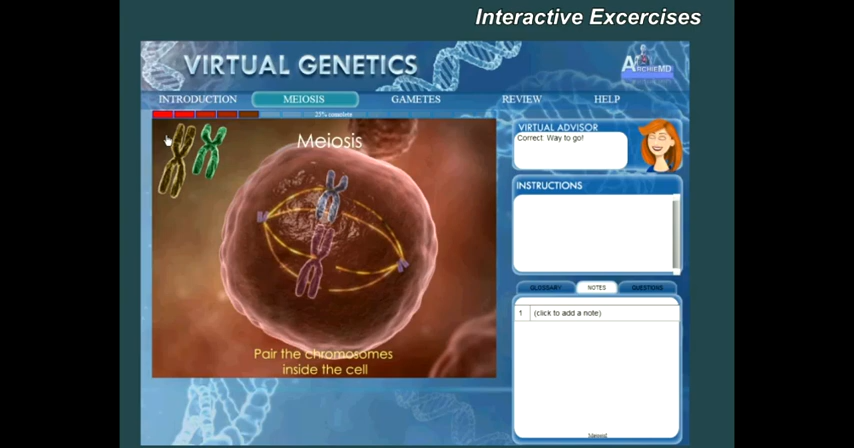 Interactive Excercises
VIRTUAL GENETICS
ARCHIEMD
INTRODUCTION
MEIOSIS
GAMETES
REVIEW
HELP
25% complete
Meiosis
Pair the chromosomes
inside the cell
VIRTUAL ADVISOR
Correct. Way to go!
INSTRUCTIONS
GLOSSARY
NOTES
QUESTIONS
1 (click to add a note)